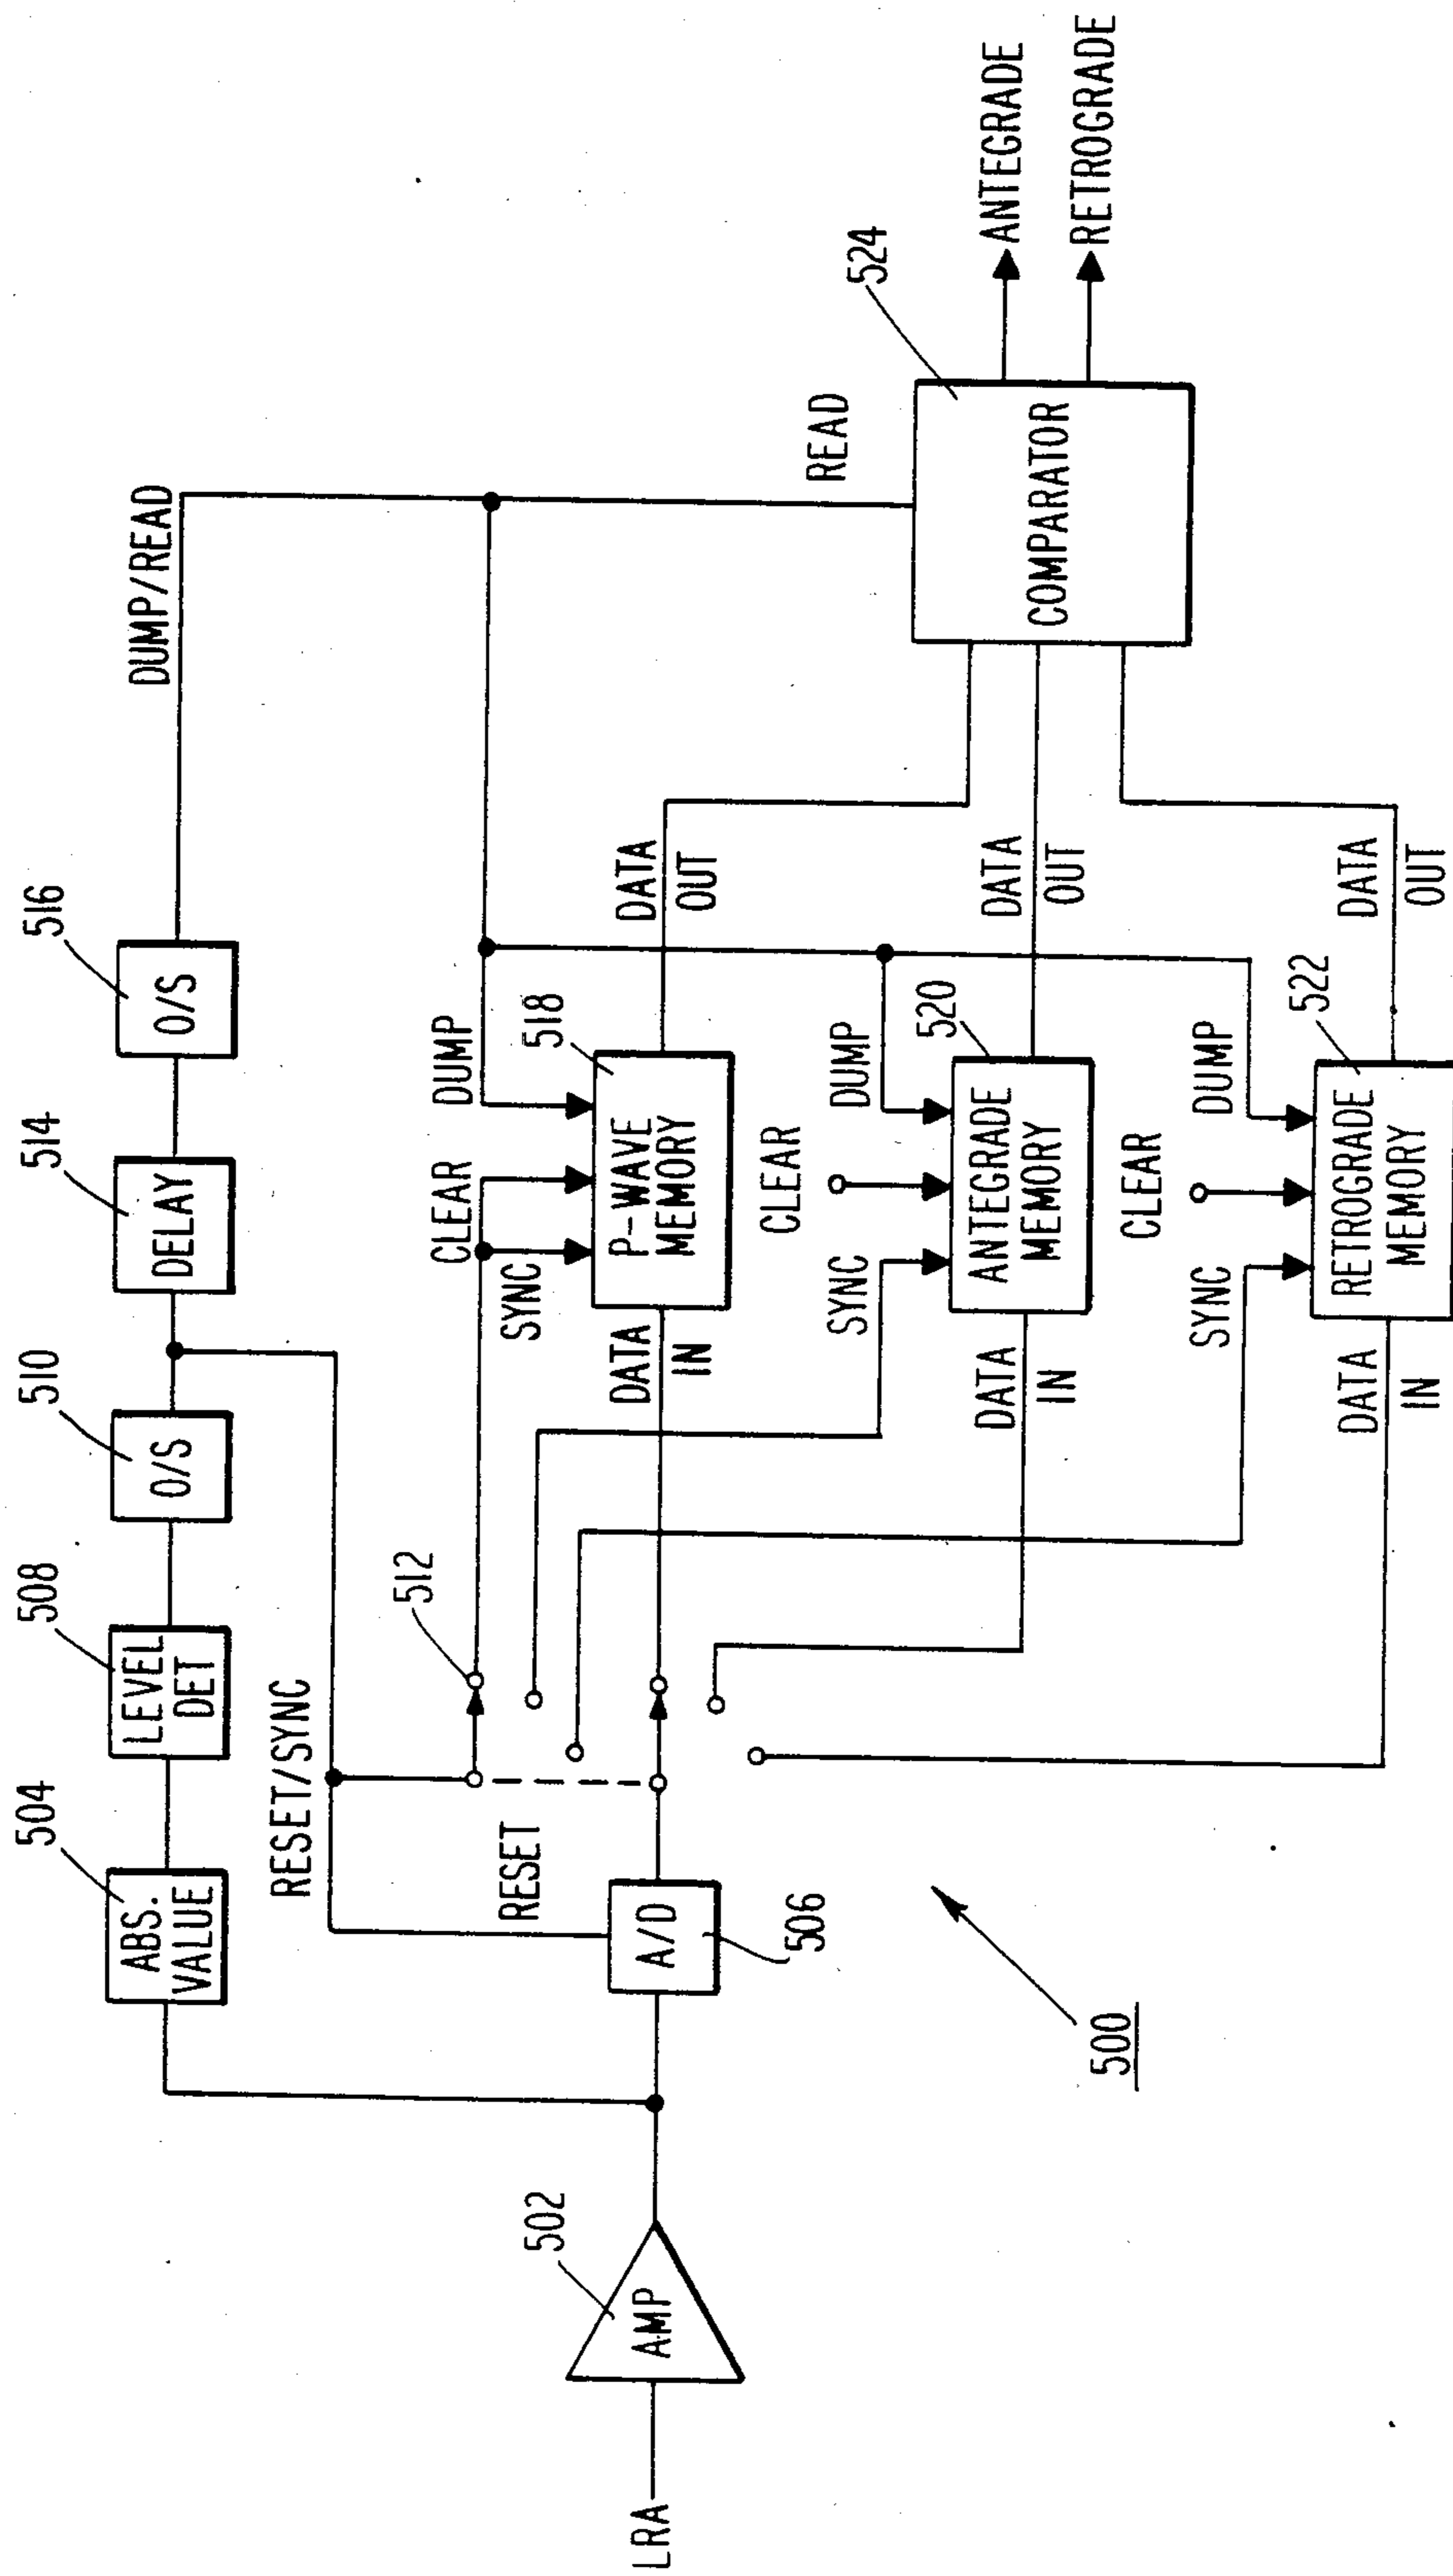 504
ABS.
VALUE
508
LEVEL
DET
510
O/S
514
DELAY
516
O/S
DUMP/READ
RESET/SYNC
RESET
512
CLEAR
SYNC
DUMP
518
P-WAVE
MEMORY
DATA
IN
DATA
OUT
READ
524
COMPARATOR
ANTEGRADE
RETROGRADE
LRA
502
AMP
A/D
506
CLEAR
SYNC
DUMP
520
ANTEGRADE
MEMORY
DATA
IN
DATA
OUT
CLEAR
SYNC
DUMP
522
RETROGRADE
MEMORY
DATA
IN
DATA
OUT
500